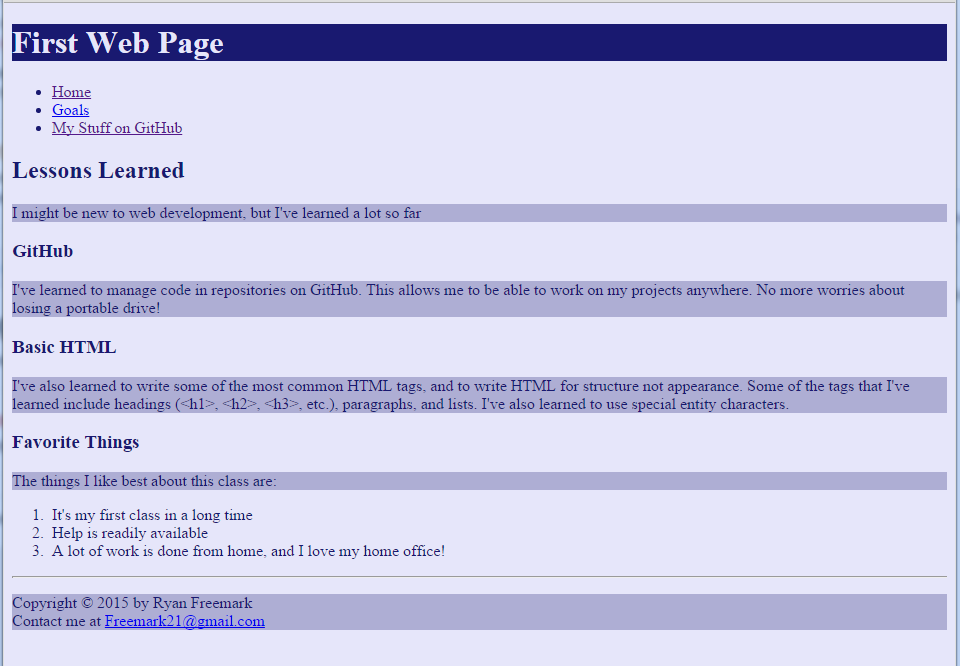 First Web Page
Home
Goals
My Stuff on GitHub
Lessons Learned
I might be new to web development, but I've learned a lot so far
GitHub
I've learned to manage code in repositories on GitHub. This allows me to be able to work on my projects anywhere. No more worries about
losing a portable drive!
Basic HTML
I've also learned to write some of the most common HTML tags, and to write HTML for structure not appearance. Some of the tags that I've
learned include headings (<h1>, <h2>, <h3>, etc.), paragraphs, and lists. I've also learned to use special entity characters.
Favorite Things
The things I like best about this class are:
1. It's my first class in a long time
2. Help is readily available
3. A lot of work is done from home, and I love my home office!
Copyright © 2015 by Ryan Freemark
Contact me at Freemark21@gmail.com